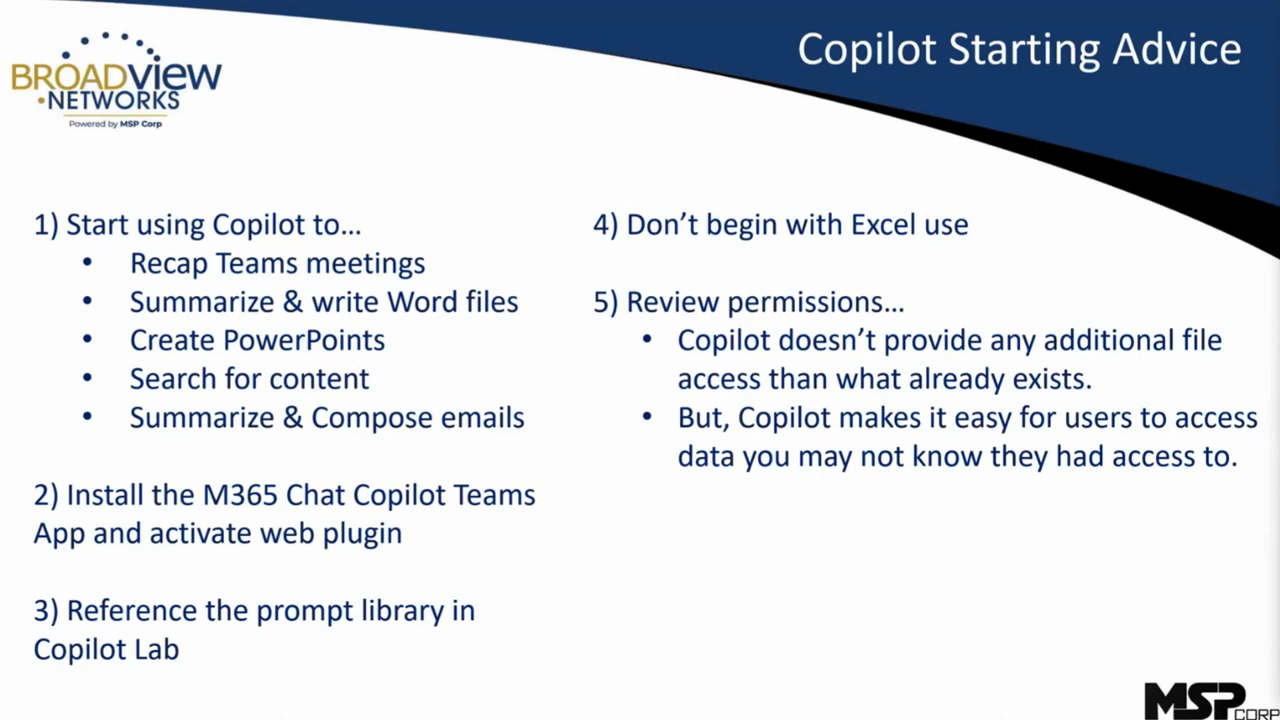 BROADVIEW
NETWORKS
Powered by MSP Corp
Copilot Starting Advice
1) Start using Copilot to…
• Recap Teams meetings
• Summarize & write Word files
• Create PowerPoints
• Search for content
• Summarize & Compose emails
2) Install the M365 Chat Copilot Teams
App and activate web plugin
3) Reference the prompt library in
Copilot Lab
4) Don’t begin with Excel use
5) Review permissions…
• Copilot doesn’t provide any additional file
access than what already exists.
• But, Copilot makes it easy for users to access
data you may not know they had access to.
MSP
CORP